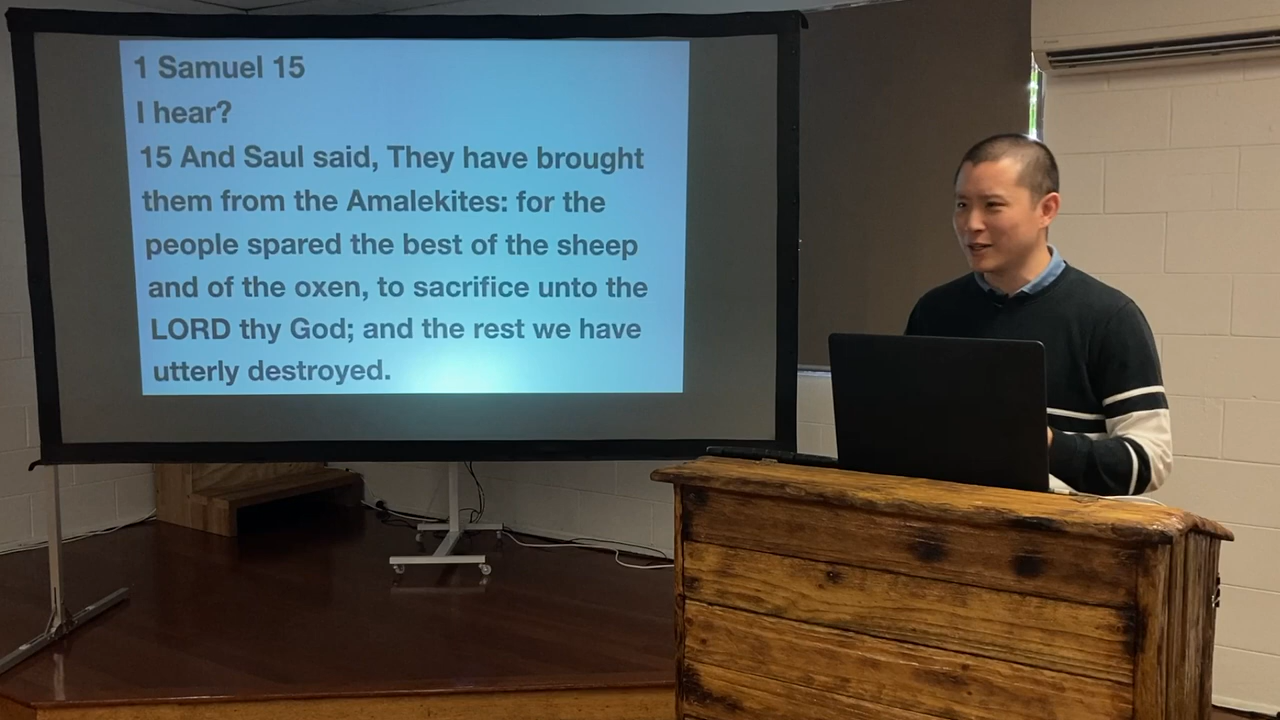 1 Samuel 15
I hear?
15 And Saul said, They have brought
them from the Amalekites: for the
people spared the best of the sheep
and of the oxen, to sacrifice unto the
LORD thy God; and the rest we have
utterly destroyed.